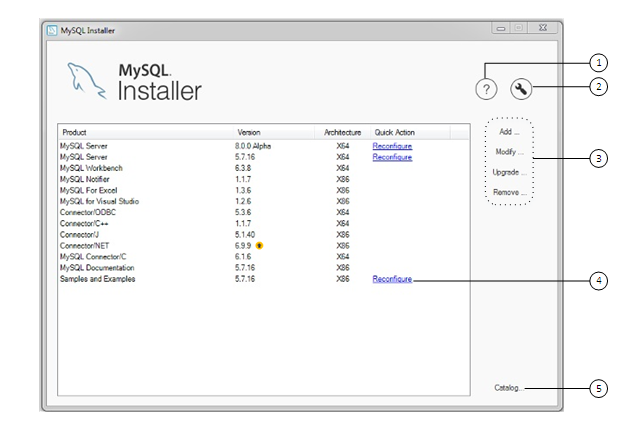 MySQL Installer
MySQL.
Installer
?
1
2
Product Version Architecture Quick Action
MySQL Server 8.0.0 Alpha X64 Reconfigure
MySQL Server 5.7.16 X64 Reconfigure
MySQL Workbench 6.3.8 X64
MySQL Notifier 1.1.7 X86
MySQL For Excel 1.3.6 X86
MySQL for Visual Studio 1.2.6 X86
Connector/ODBC 5.3.6 X64
Connector/C++ 1.1.7 X64
Connector/J 5.1.40 X86
Connector/NET 6.9.9 X86
MySQL Connector/C 6.1.6 X64
MySQL Documentation 5.7.16 X86
Samples and Examples 5.7.16 X86 Reconfigure
Add ...
Modify ...
Upgrade ...
Remove ...
3
4
Catalog...
5